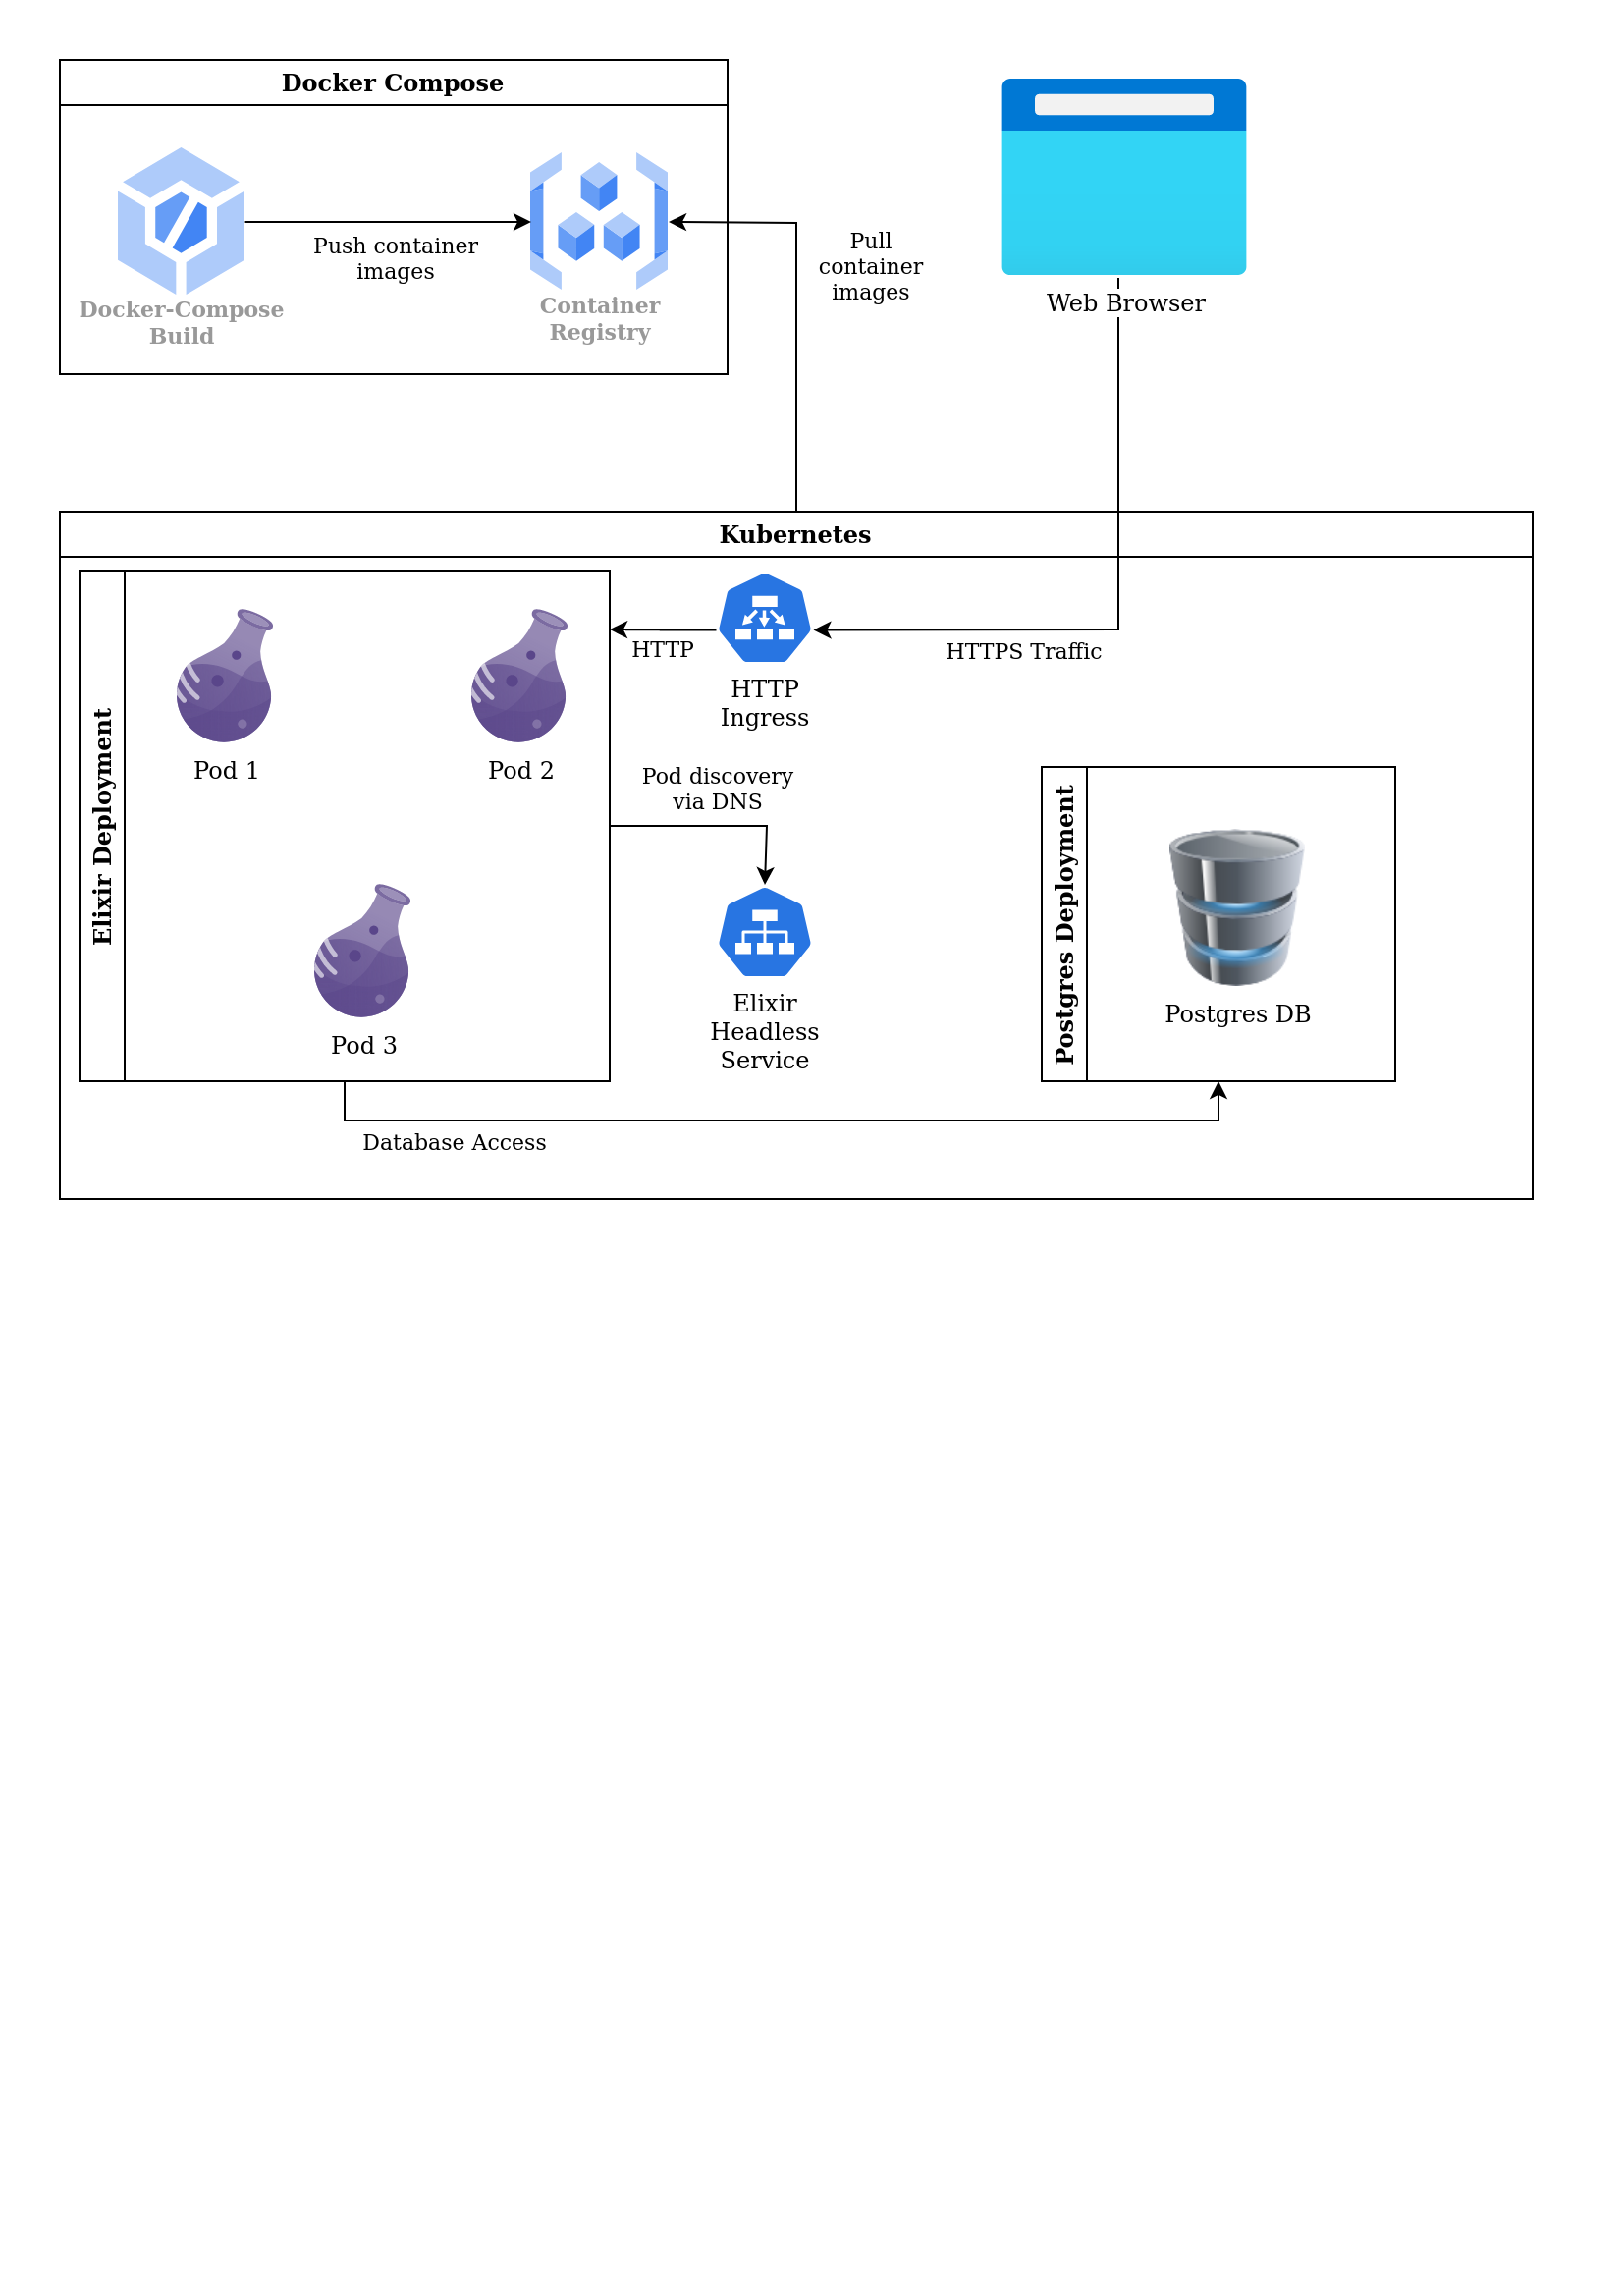 Docker Compose
Push container
images
Docker-Compose
Build
Container
Registry
Pull
container
images
Web Browser
Kubernetes
Elixir Deployment
Pod 1
Pod 2
Pod 3
HTTP
HTTP
Ingress
HTTPS Traffic
Pod discovery
via DNS
Elixir
Headless
Service
Postgres Deployment
Postgres DB
Database Access